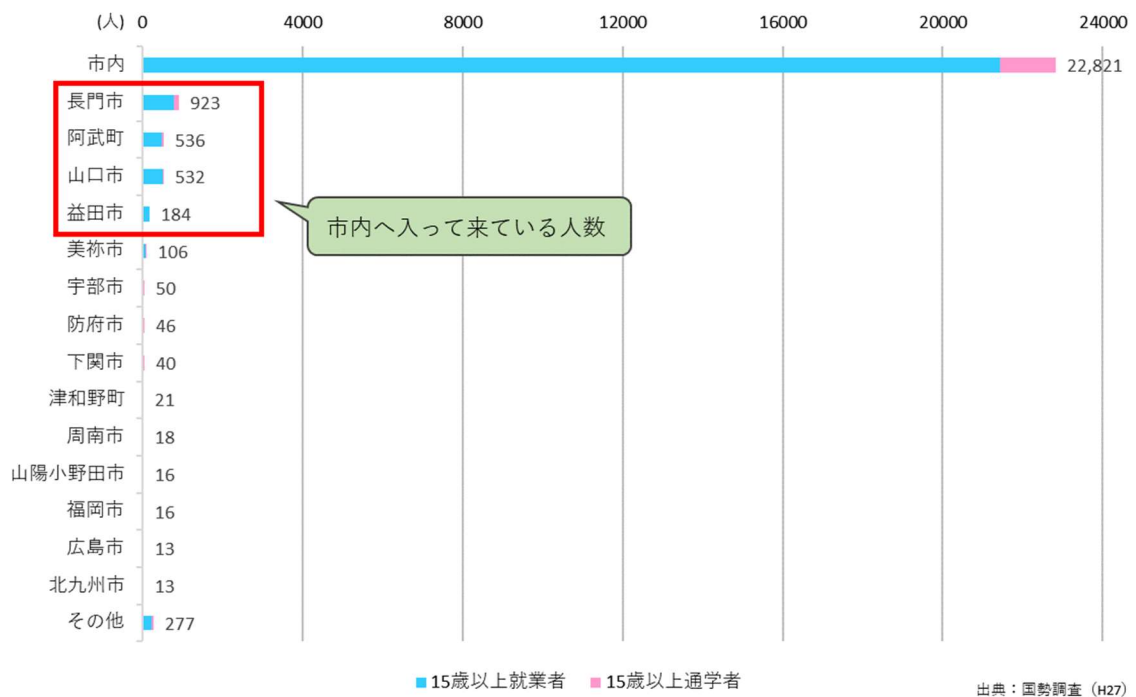 (人) 0 4000 8000 12000 16000 20000 24000
市内 22,821
長門市 923
阿武町 536
山口市 532
益田市 184
市内へ入って来ている人数
美祢市 106
宇部市 50
防府市 46
下関市 40
津和野町 21
周南市 18
山陽小野田市 16
福岡市 16
広島市 13
北九州市 13
その他 277
15歳以上就業者 15歳以上通学者
出典:国勢調査(H27)